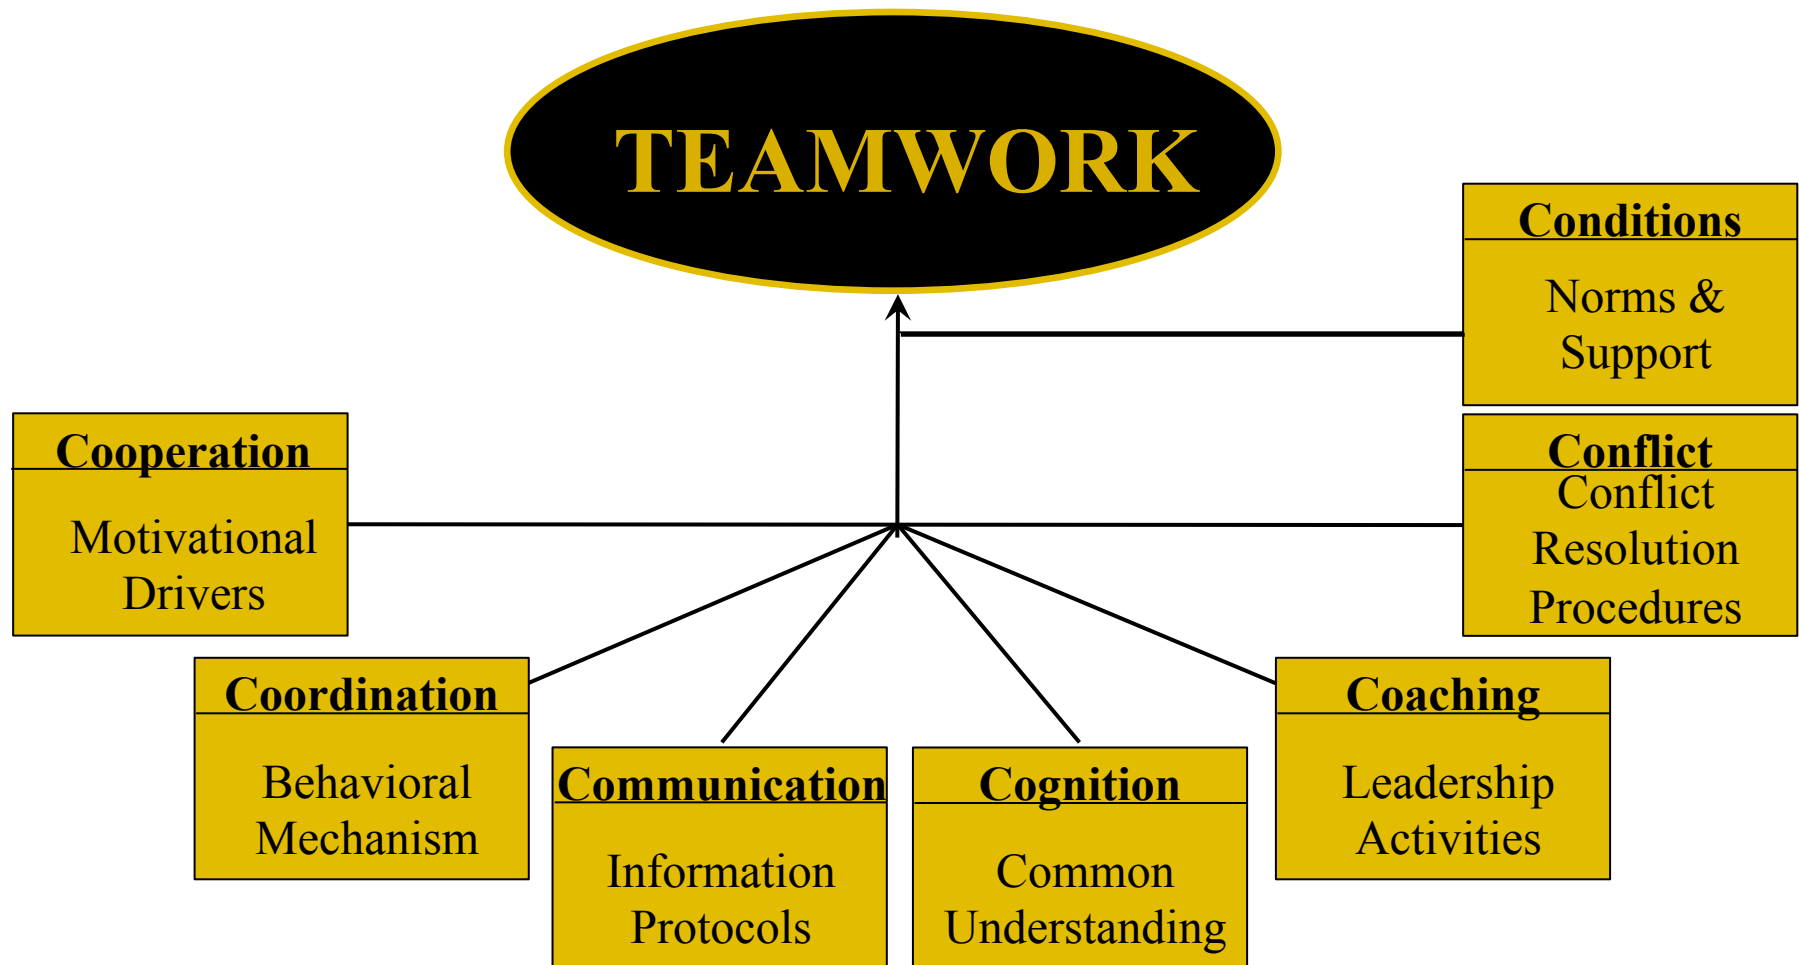 TEAMWORK
Conditions
Norms &
Support
Cooperation
Motivational
Drivers
Conflict
Conflict
Resolution
Procedures
Coordination
Behavioral
Mechanism
Communication
Information
Protocols
Cognition
Common
Understanding
Coaching
Leadership
Activities